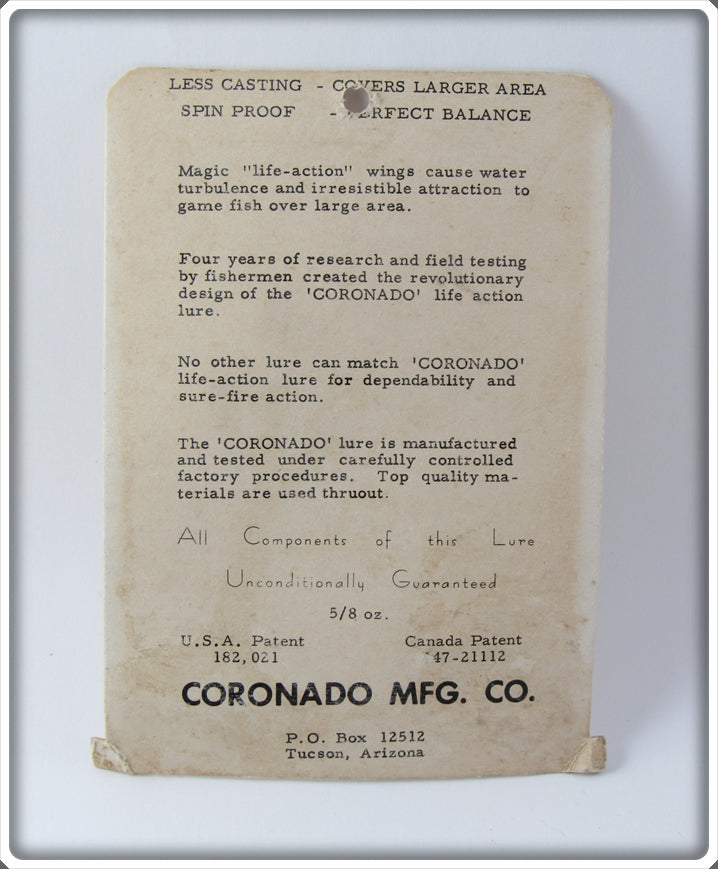 LESS CASTING - COVERS LARGER AREA
SPIN PROOF - PERFECT BALANCE
Magic "life-action" wings cause water
turbulence and irresistible attraction to
game fish over large area.
Four years of research and field testing
by fishermen created the revolutionary
design of the 'CORONADO' life action
lure.
No other lure can match 'CORONADO'
life-action lure for dependability and
sure-fire action.
The 'CORONADO' lure is manufactured
and tested under carefully controlled
factory procedures. Top quality ma-
terials are used thruout.
All Components of this Lure
Unconditionally Guaranteed
5/8 oz.
U.S.A. Patent Canada Patent
182,021 47-21112
CORONADO MFG. CO.
P.O. Box 12512
Tucson, Arizona